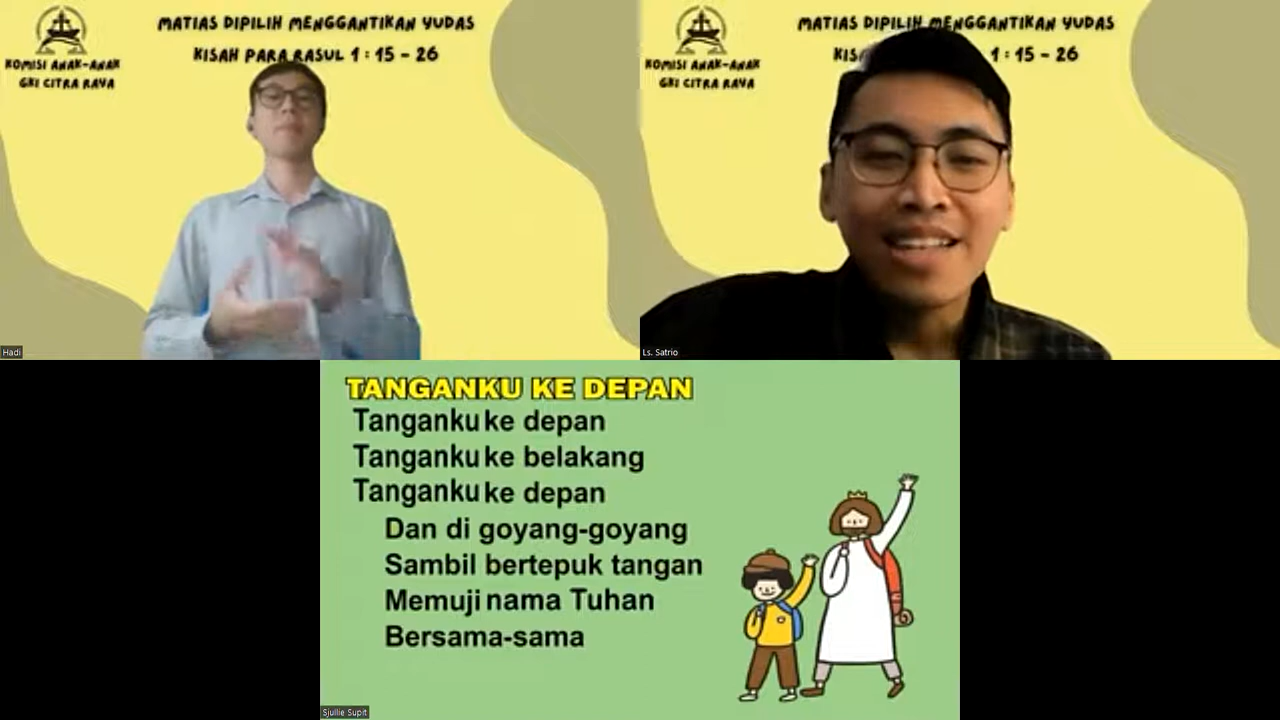 MATIAS DIPILIH MENGGANTIKAN YUDAS
KISAH PARA RASUL 1 : 15 - 26
KOMISI ANAK-ANAK
GKI CITRA RAYA
Hadi
MATIAS DIPILIH MENGGANTIKAN YUDAS
KISA 1 : 15 - 26
KOMISI ANAK-ANAK
GKI CITRA RAYA
Ls. Satrio
TANGANKU KE DEPAN
Tanganku ke depan
Tanganku ke belakang
Tanganku ke depan
Dan di goyang-goyang
Sambil bertepuk tangan
Memuji nama Tuhan
Bersama-sama
Sjullie Supit